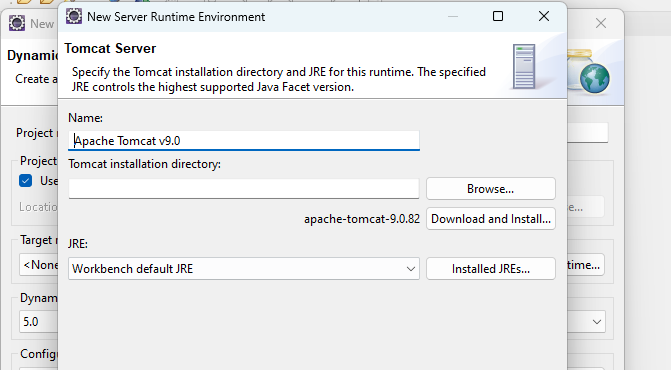 New
New Server Runtime Environment
Dynamic
Create a
Tomcat Server
Specify the Tomcat installation directory and JRE for this runtime. The specified
JRE controls the highest supported Java Facet version.
Name:
Project n
Apache Tomcat v9.0
Project
Tomcat installation directory:
Use
Browse...
Locatio
e...
apache-tomcat-9.0.82
Download and Install...
Target r
JRE:
<None
Workbench default JRE
Installed JREs...
time...
Dynam
5.0
Config